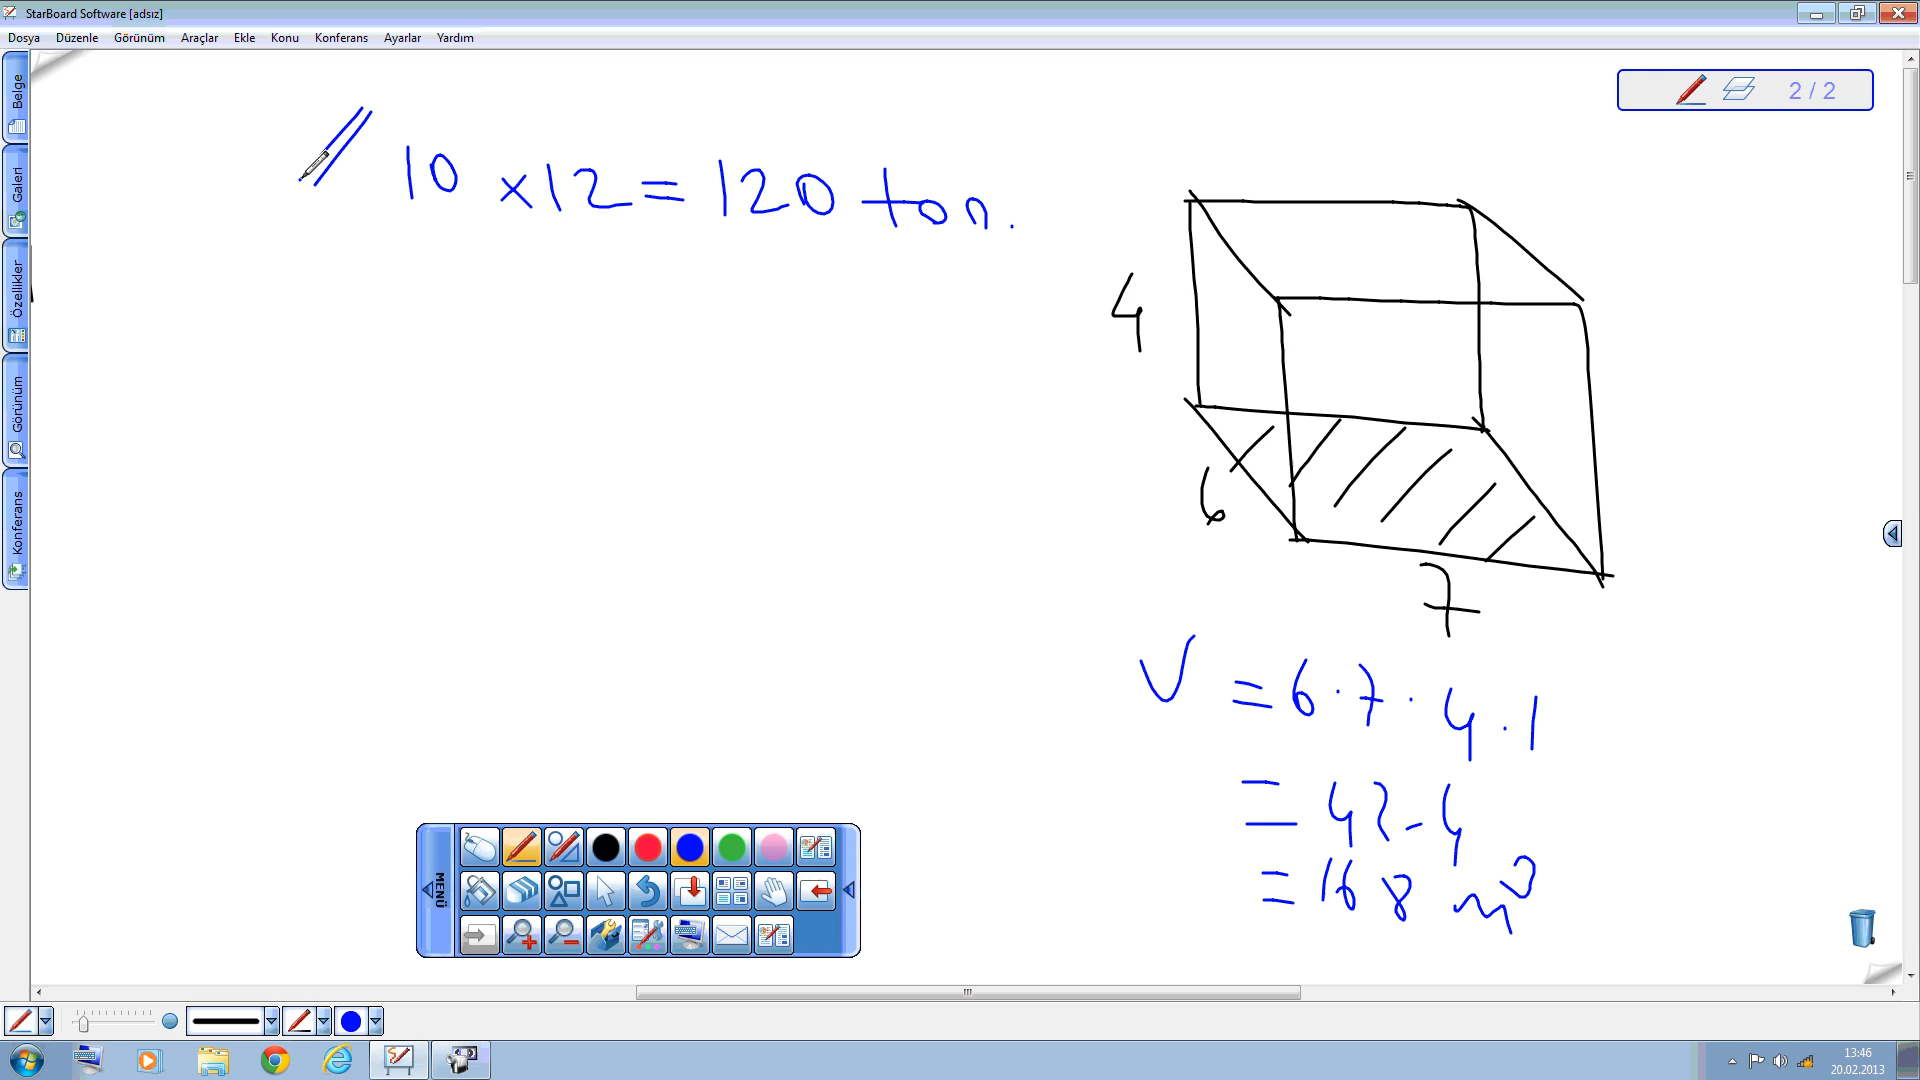 StarBoard Software [adsız]
Dosya Düzenle Görünüm Araçlar Ekle Konu Konferans Ayarlar Yardım
Belge
Galeri
Özellikler
Görünüm
Konferans
2 / 2
// 10 x 12 = 120 ton.
4
6
7
V = 6 . 7 . 4 . 1
= 42 - 4
= 168 m³
MENÜ
13:46
20.02.2013